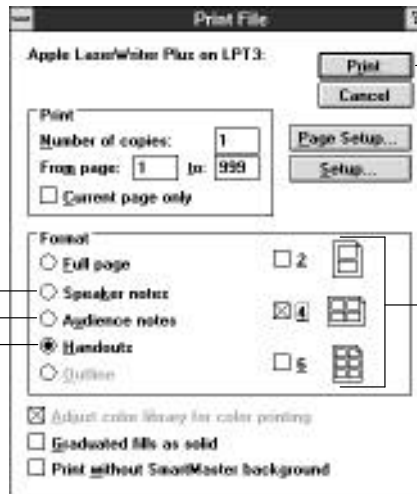 Print File
Apple LaserWriter Plus on LPT3:
Print
Cancel
Print
Number of copies: 1
From page: 1 to: 999
Current page only
Page Setup...
Setup...
Format
Full page
Speaker notes
Audience notes
Handouts
Outline
2
4
6
Adjust color library for color printing
Graduated fills as solid
Print without SmartMaster background